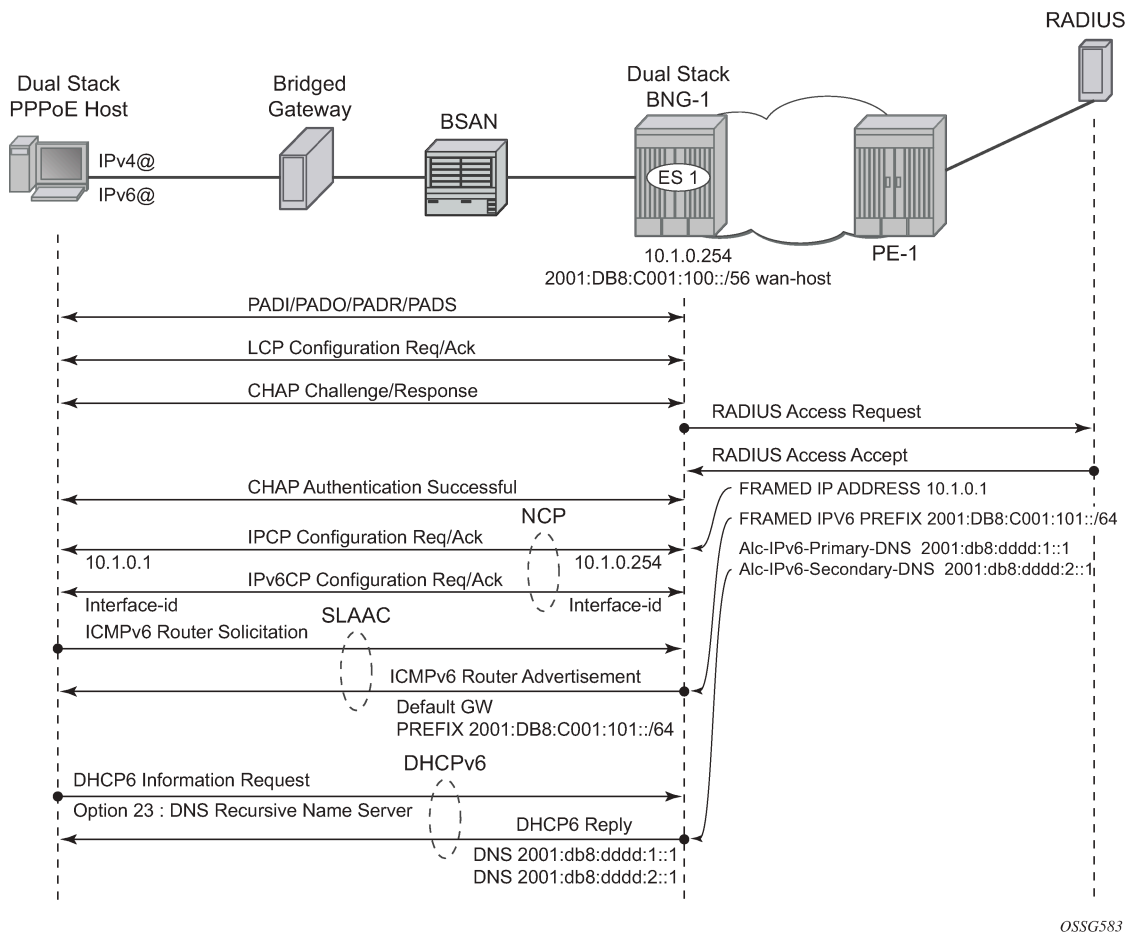 RADIUS
Dual Stack
PPPoE Host
Bridged
Gateway
BSAN
Dual Stack
BNG-1
IPv4@
IPv6@
ES 1
10.1.0.254
2001:DB8:C001:100::/56 wan-host
PE-1
PADI/PADO/PADR/PADS
LCP Configuration Req/Ack
CHAP Challenge/Response
RADIUS Access Request
RADIUS Access Accept
CHAP Authentication Successful
FRAMED IP ADDRESS 10.1.0.1
NCP
FRAMED IPV6 PREFIX 2001:DB8:C001:101::/64
IPCP Configuration Req/Ack
10.1.0.1
10.1.0.254
Alc-IPv6-Primary-DNS 2001:db8:dddd:1::1
Alc-IPv6-Secondary-DNS 2001:db8:dddd:2::1
IPv6CP Configuration Req/Ack
Interface-id
Interface-id
SLAAC
ICMPv6 Router Solicitation
ICMPv6 Router Advertisement
Default GW
PREFIX 2001:DB8:C001:101::/64
DHCPv6
DHCP6 Information Request
Option 23 : DNS Recursive Name Server
DHCP6 Reply
DNS 2001:db8:dddd:1::1
DNS 2001:db8:dddd:2::1
OSSG583